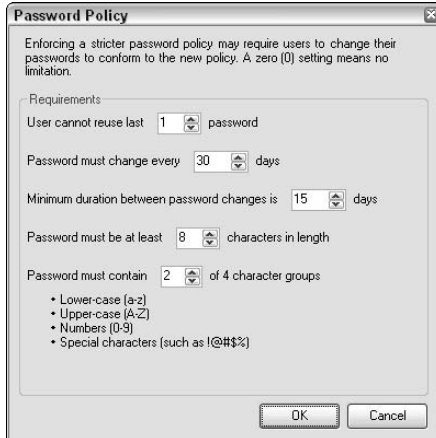 Password Policy
Enforcing a stricter password policy may require users to change their
passwords to conform to the new policy. A zero (0) setting means no
limitation.
Requirements
User cannot reuse last 1 password
Password must change every 30 days
Minimum duration between password changes is 15 days
Password must be at least 8 characters in length
Password must contain 2 of 4 character groups
• Lower-case (a-z)
• Upper-case (A-Z)
• Numbers (0-9)
• Special characters (such as !@#$%)
OK Cancel